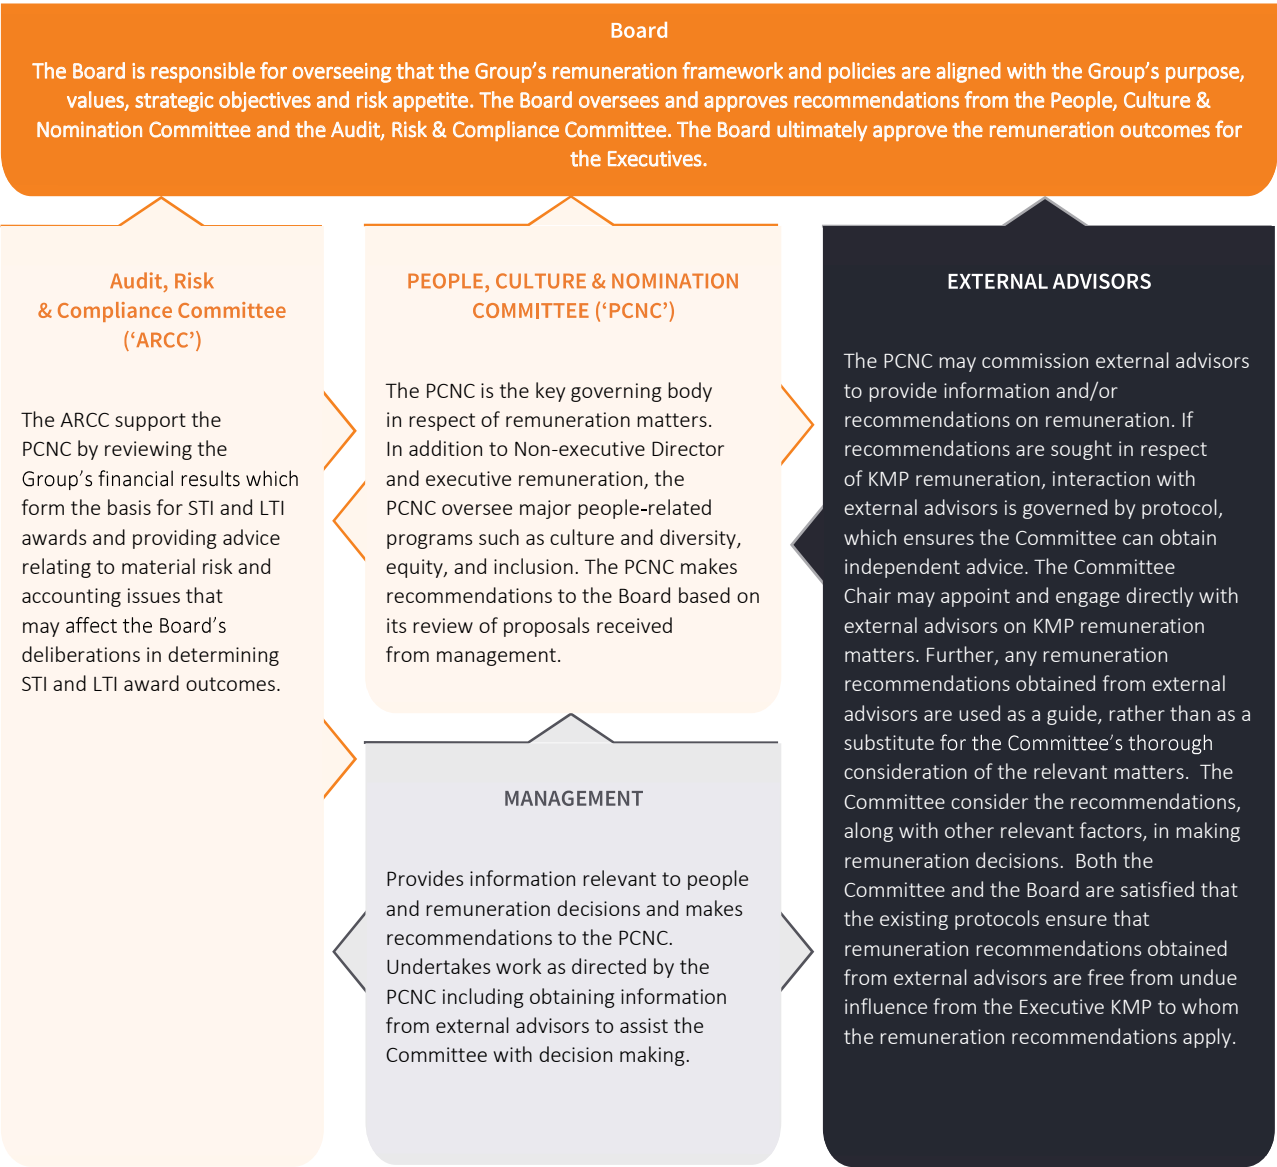 Board
The Board is responsible for overseeing that the Group's remuneration framework and policies are aligned with the Group's purpose,
values, strategic objectives and risk appetite. The Board oversees and approves recommendations from the People, Culture &
Nomination Committee and the Audit, Risk & Compliance Committee. The Board ultimately approve the remuneration outcomes for
the Executives.
Audit, Risk
& Compliance Committee
(‘ARCC’)
The ARCC support the
PCNC by reviewing the
Group's financial results which
form the basis for STI and LTI
awards and providing advice
relating to material risk and
accounting issues that
may affect the Board's
deliberations in determining
STI and LTI award outcomes.
PEOPLE, CULTURE & NOMINATION
COMMITTEE (‘PCNC’)
The PCNC is the key governing body
in respect of remuneration matters.
In addition to Non-executive Director
and executive remuneration, the
PCNC oversee major people-related
programs such as culture and diversity,
equity, and inclusion. The PCNC makes
recommendations to the Board based on
its review of proposals received
from management.
MANAGEMENT
Provides information relevant to people
and remuneration decisions and makes
recommendations to the PCNC.
Undertakes work as directed by the
PCNC including obtaining information
from external advisors to assist the
Committee with decision making.
EXTERNAL ADVISORS
The PCNC may commission external advisors
to provide information and/or
recommendations on remuneration. If
recommendations are sought in respect
of KMP remuneration, interaction with
external advisors is governed by protocol,
which ensures the Committee can obtain
independent advice. The Committee
Chair may appoint and engage directly with
external advisors on KMP remuneration
matters. Further, any remuneration
recommendations obtained from external
advisors are used as a guide, rather than as a
substitute for the Committee's thorough
consideration of the relevant matters.  The
Committee consider the recommendations,
along with other relevant factors, in making
remuneration decisions.  Both the
Committee and the Board are satisfied that
the existing protocols ensure that
remuneration recommendations obtained
from external advisors are free from undue
influence from the Executive KMP to whom
the remuneration recommendations apply.